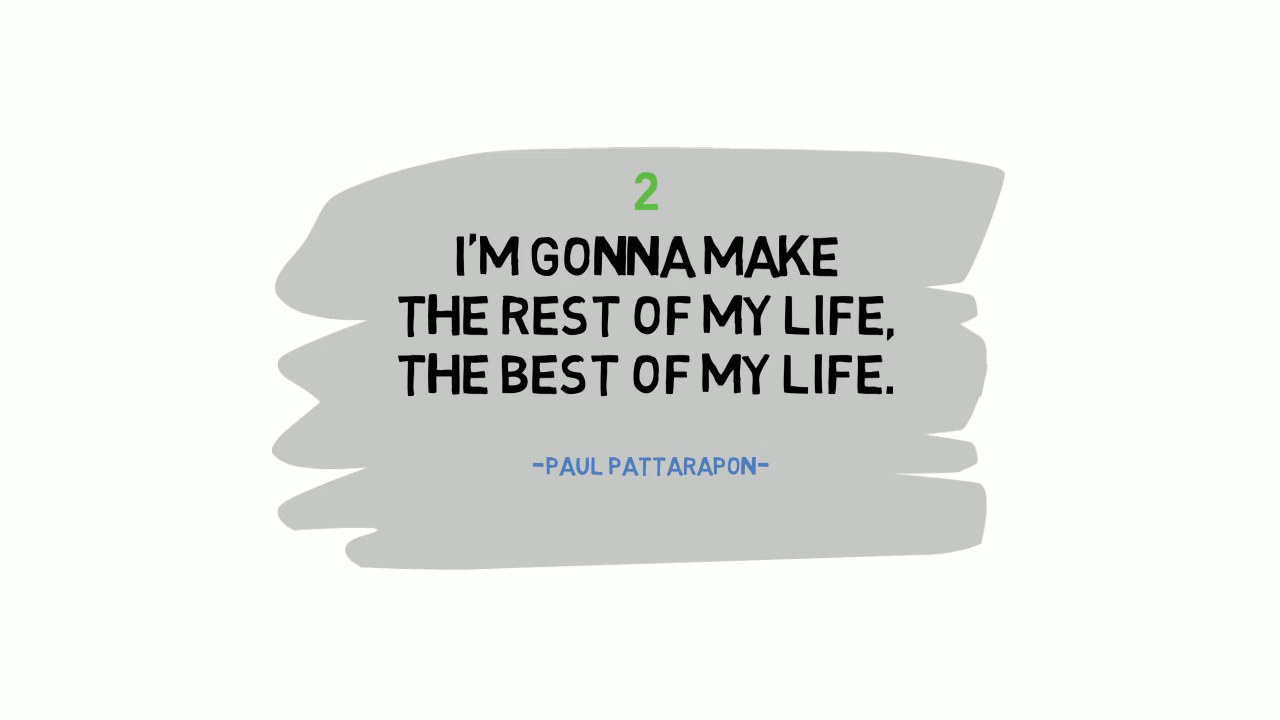 2
I'M GONNA MAKE
THE REST OF MY LIFE,
THE BEST OF MY LIFE.
-PAUL PATTARAPON-